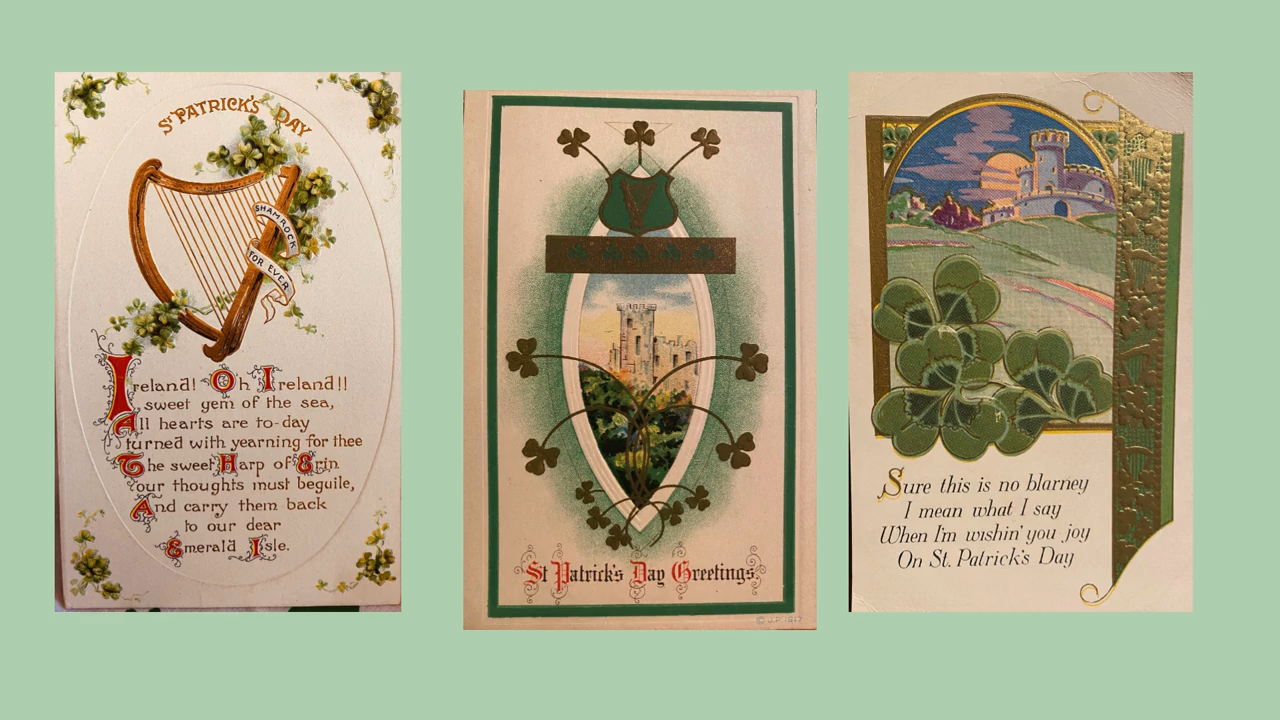 St PATRICK'S DAY
SHAMROCK
FOR EVER
Ireland! Oh Ireland!!
sweet gem of the sea,
All hearts are to-day
turned with yearning for thee
The sweet Harp of Erin
our thoughts must beguile,
And carry them back
to our dear
Emerald Isle.
St Patrick's Day Greetings.
© J.P. 1917
Sure this is no blarney
I mean what I say
When I'm wishin' you joy
On St. Patrick's Day